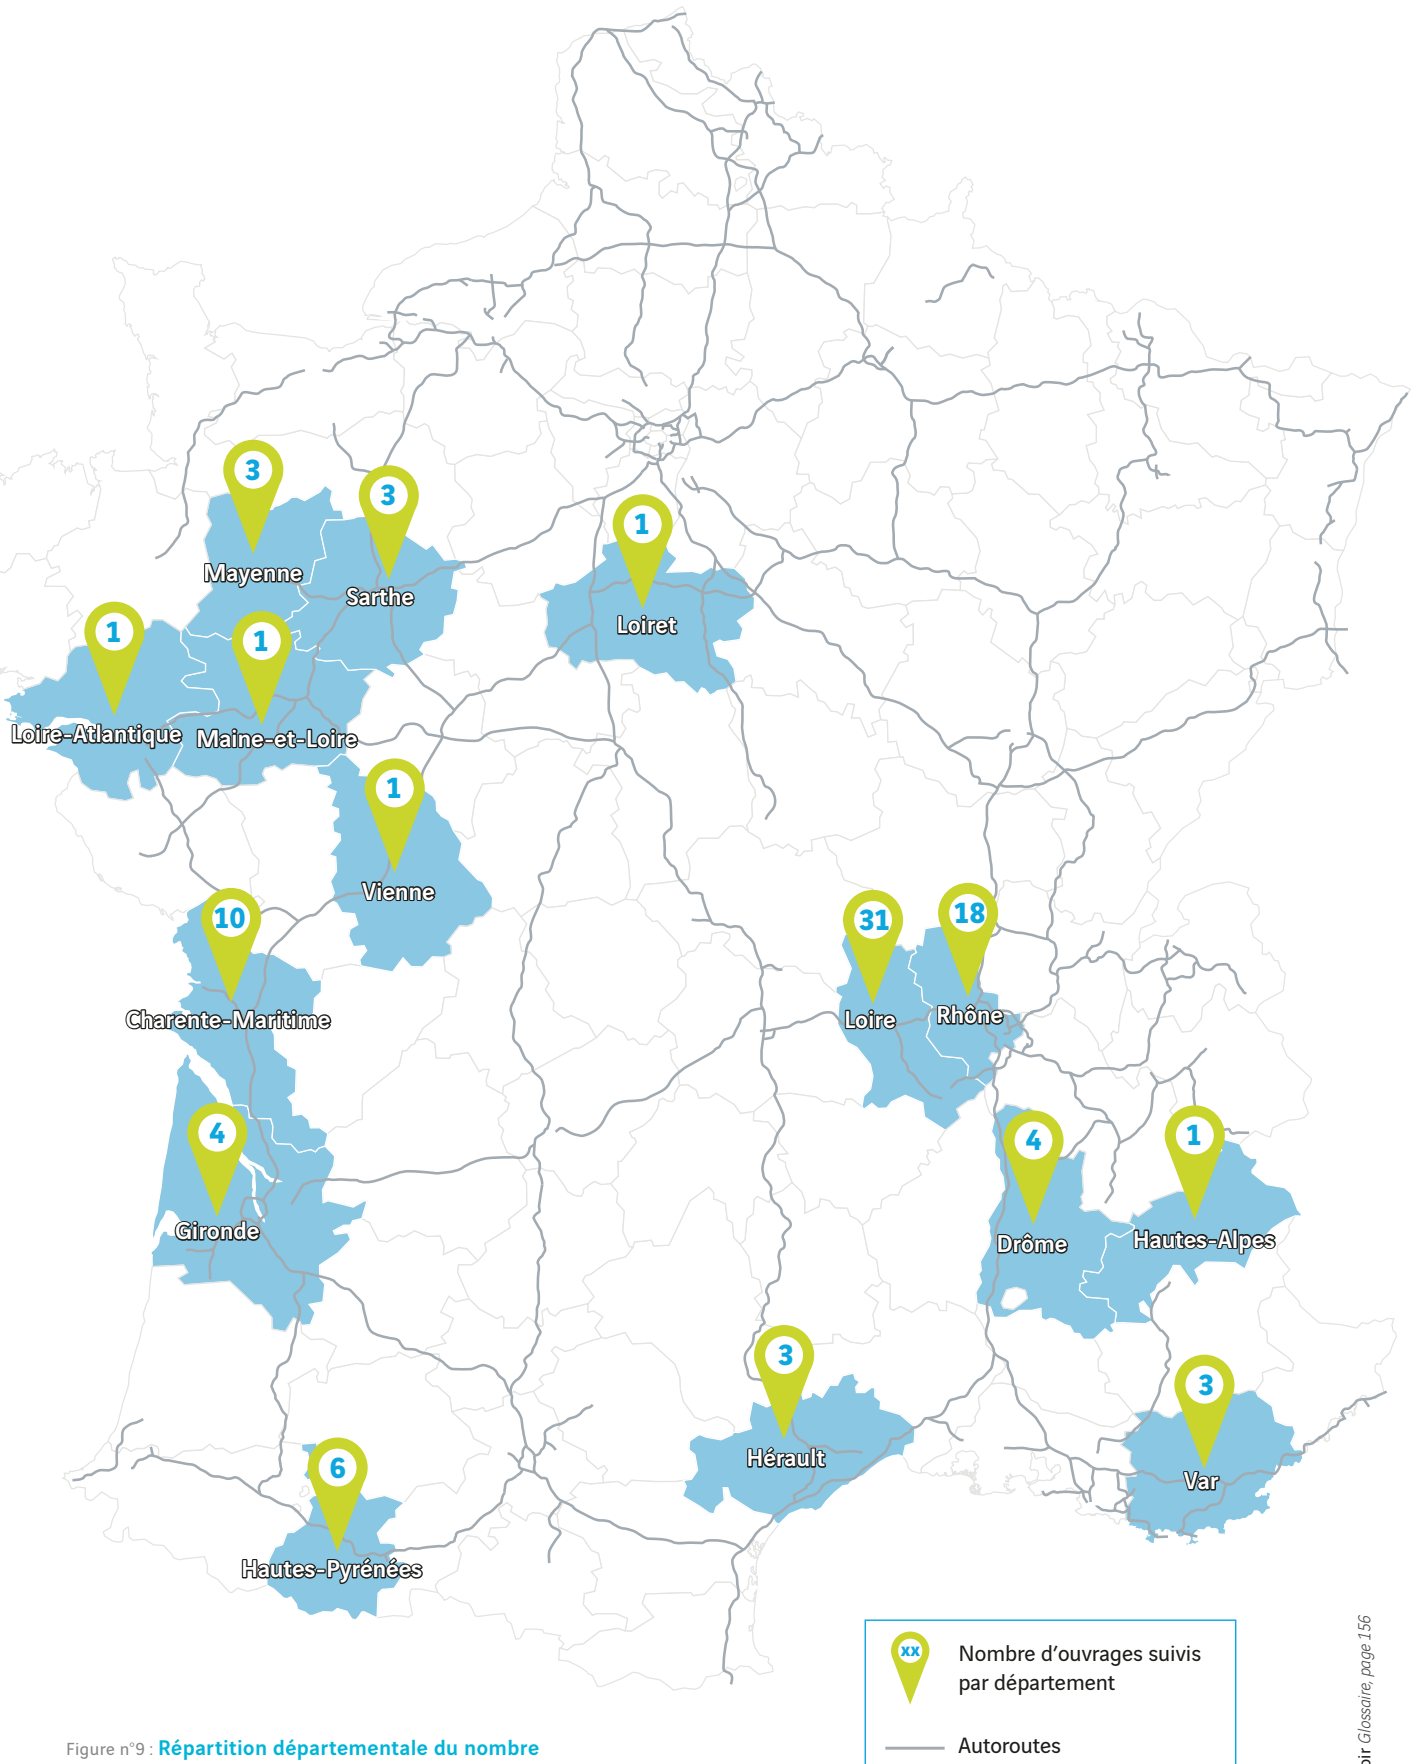 3
3
1
Mayenne
Sarthe
Loiret
1
1
Loire-Atlantique
Maine-et-Loire
1
Vienne
10
31
18
Charente-Maritime
Loire
Rhône
4
4
1
Gironde
Drôme
Hautes-Alpes
3
3
Hérault
Var
6
Hautes-Pyrénées
xx
Nombre d'ouvrages suivis
par département
Autoroutes
Figure n°9 : Répartition départementale du nombre
Glossaire, page 156